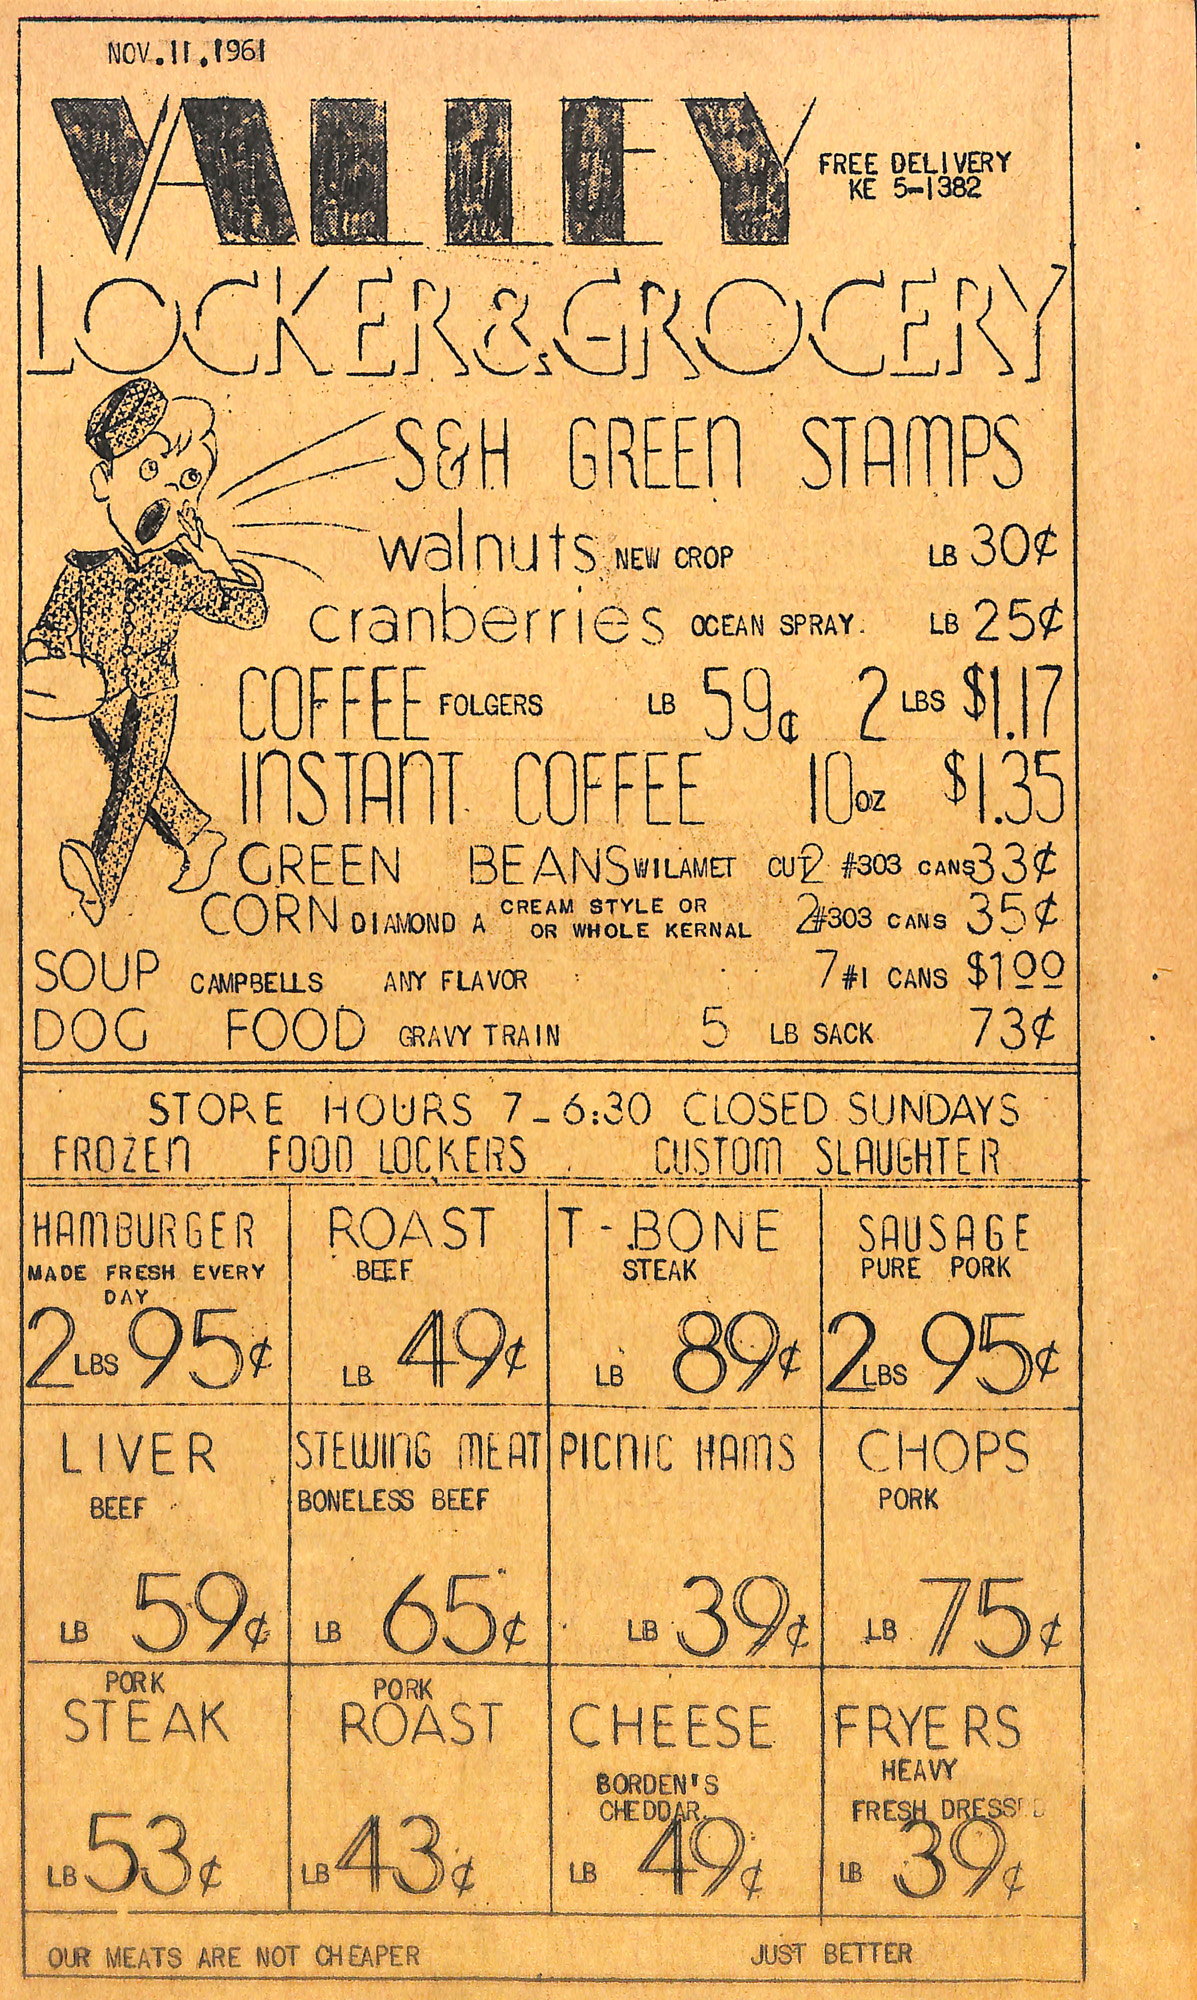 NOV.11.1961
VALLEY
FREE DELIVERY
KE 5-1382
LOCKER & GROCERY
S&H GREEN STAMPS
walnuts NEW CROP LB 30¢
cranberries OCEAN SPRAY. LB 25¢
COFFEE FOLGERS LB 59¢ 2 LBS $1.17
INSTANT COFFEE 10oz $1.35
GREEN BEANS WILAMET CUT 2 #303 CANS 33¢
CORN DIAMOND A CREAM STYLE OR
OR WHOLE KERNAL 2 #303 CANS 35¢
SOUP CAMPBELLS ANY FLAVOR 7 #1 CANS $1.00
DOG FOOD GRAVY TRAIN 5 LB SACK 73¢
STORE HOURS 7-6:30 CLOSED SUNDAYS
FROZEN FOOD LOCKERS CUSTOM SLAUGHTER
HAMBURGER
MADE FRESH EVERY
DAY
2 LBS 95¢
ROAST
BEEF
LB 49¢
T-BONE
STEAK
LB 89¢
SAUSAGE
PURE PORK
2 LBS 95¢
LIVER
BEEF
LB 59¢
STEWING MEAT
BONELESS BEEF
LB 65¢
PICNIC HAMS
LB 39¢
CHOPS
PORK
LB 75¢
PORK
STEAK
LB 53¢
PORK
ROAST
LB 43¢
CHEESE
BORDEN'S
CHEDDAR
LB 49¢
FRYERS
HEAVY
FRESH DRESSED
LB 39¢
OUR MEATS ARE NOT CHEAPER JUST BETTER